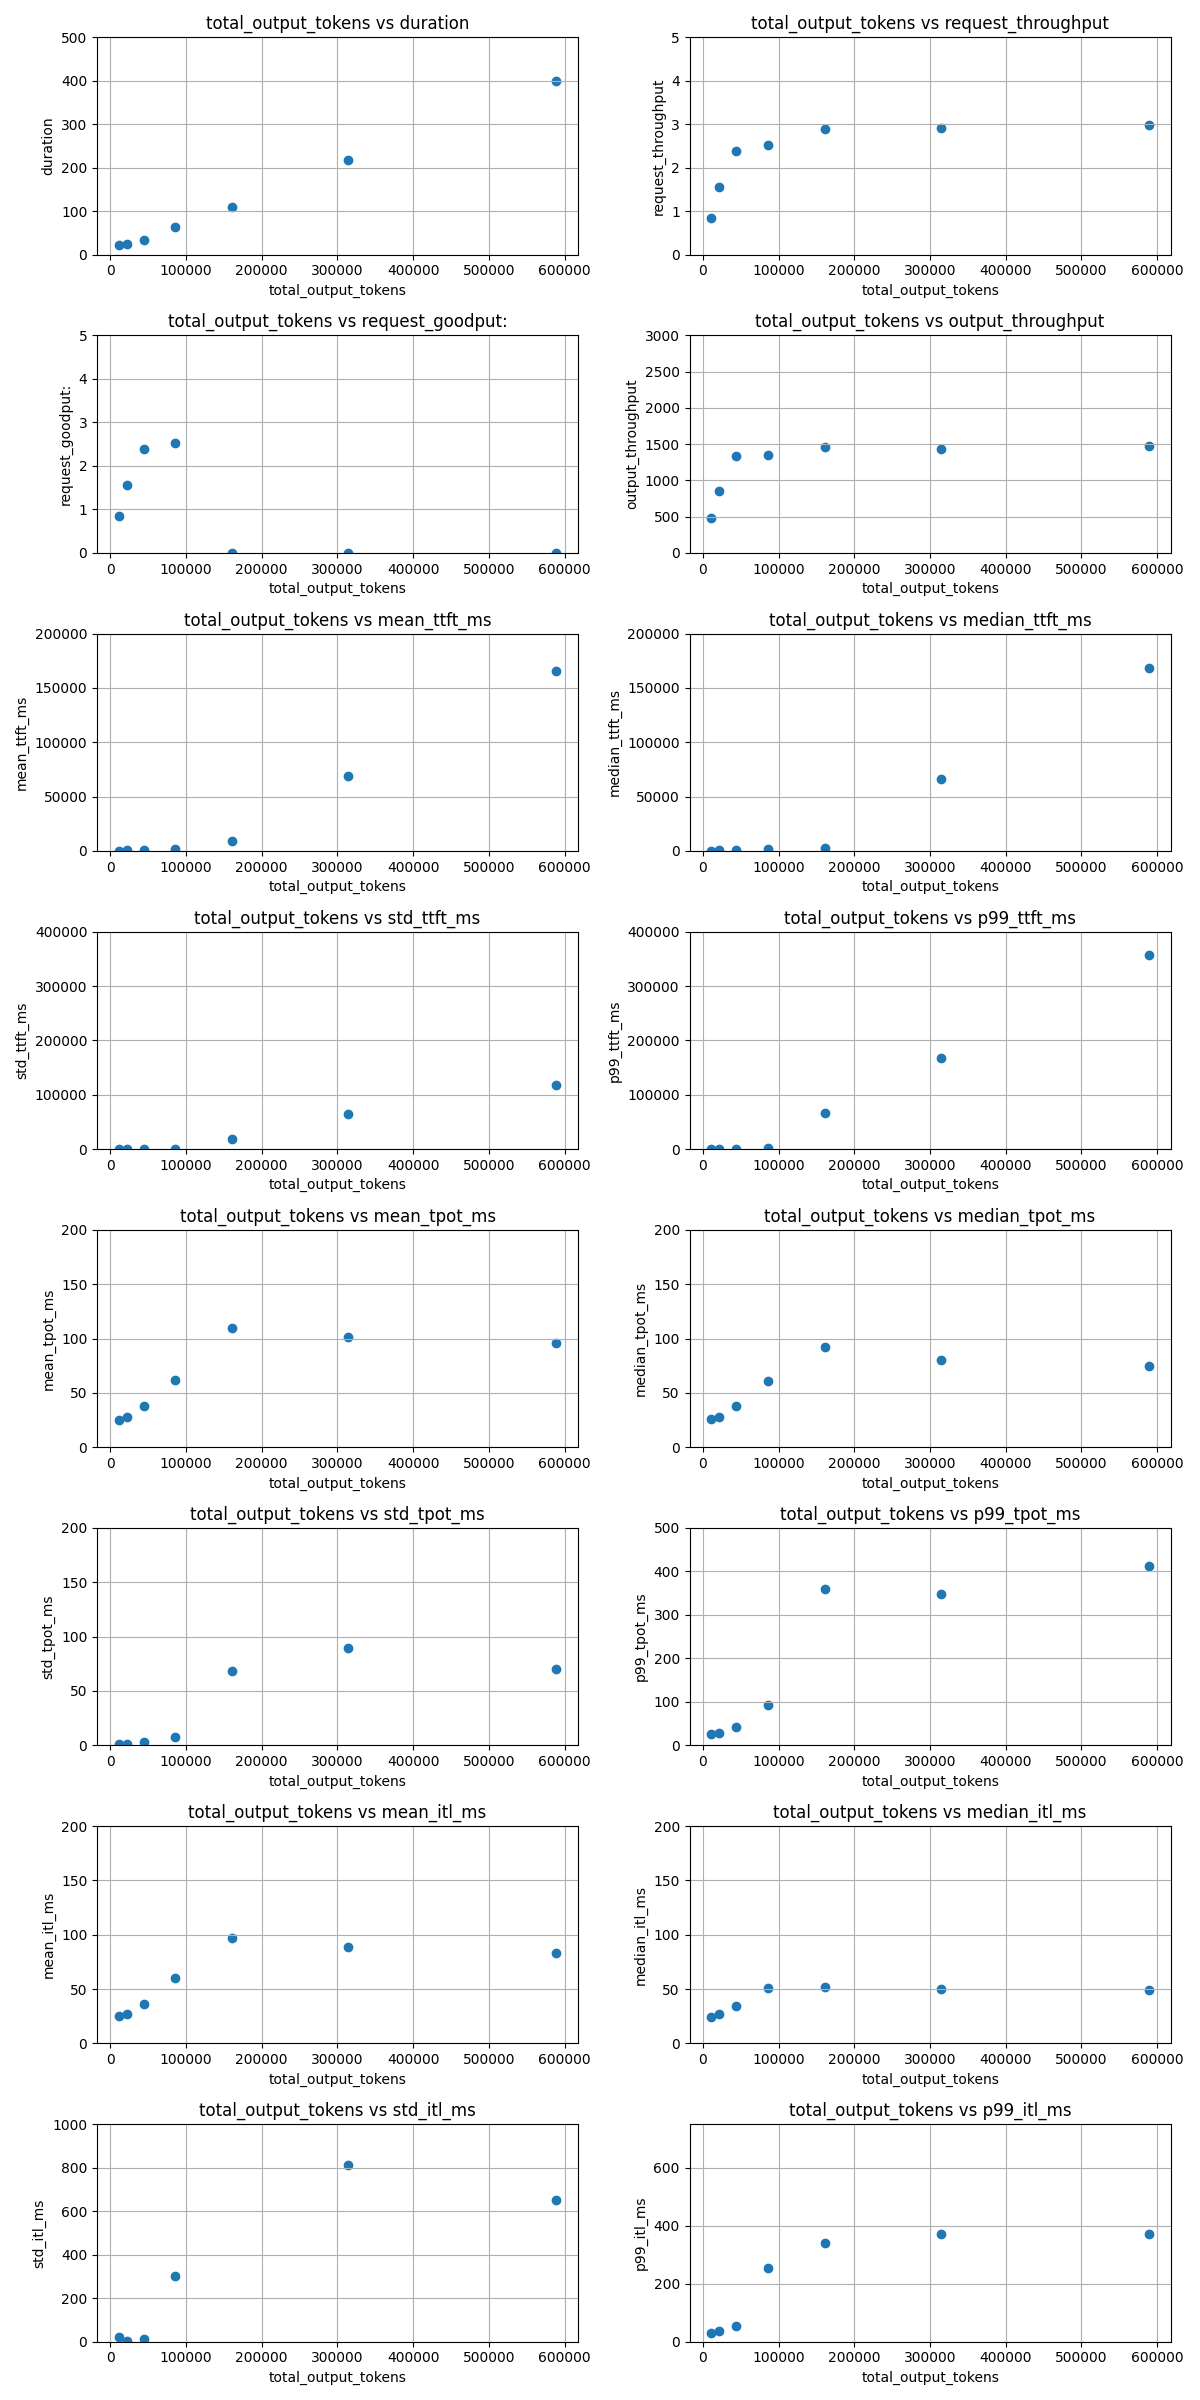 total_output_tokens vs duration
500
400
300
200
100
0
duration
0 100000 200000 300000 400000 500000 600000
total_output_tokens
total_output_tokens vs request_throughput
5
4
3
2
1
0
request_throughput
0 100000 200000 300000 400000 500000 600000
total_output_tokens
total_output_tokens vs request_goodput:
5
4
3
2
1
0
request_goodput:
0 100000 200000 300000 400000 500000 600000
total_output_tokens
total_output_tokens vs output_throughput
3000
2500
2000
1500
1000
500
0
output_throughput
0 100000 200000 300000 400000 500000 600000
total_output_tokens
total_output_tokens vs mean_ttft_ms
200000
150000
100000
50000
0
mean_ttft_ms
0 100000 200000 300000 400000 500000 600000
total_output_tokens
total_output_tokens vs median_ttft_ms
200000
150000
100000
50000
0
median_ttft_ms
0 100000 200000 300000 400000 500000 600000
total_output_tokens
total_output_tokens vs std_ttft_ms
400000
300000
200000
100000
0
std_ttft_ms
0 100000 200000 300000 400000 500000 600000
total_output_tokens
total_output_tokens vs p99_ttft_ms
400000
300000
200000
100000
0
p99_ttft_ms
0 100000 200000 300000 400000 500000 600000
total_output_tokens
total_output_tokens vs mean_tpot_ms
200
150
100
50
0
mean_tpot_ms
0 100000 200000 300000 400000 500000 600000
total_output_tokens
total_output_tokens vs median_tpot_ms
200
150
100
50
0
median_tpot_ms
0 100000 200000 300000 400000 500000 600000
total_output_tokens
total_output_tokens vs std_tpot_ms
200
150
100
50
0
std_tpot_ms
0 100000 200000 300000 400000 500000 600000
total_output_tokens
total_output_tokens vs p99_tpot_ms
500
400
300
200
100
0
p99_tpot_ms
0 100000 200000 300000 400000 500000 600000
total_output_tokens
total_output_tokens vs mean_itl_ms
200
150
100
50
0
mean_itl_ms
0 100000 200000 300000 400000 500000 600000
total_output_tokens
total_output_tokens vs median_itl_ms
200
150
100
50
0
median_itl_ms
0 100000 200000 300000 400000 500000 600000
total_output_tokens
total_output_tokens vs std_itl_ms
1000
800
600
400
200
0
std_itl_ms
0 100000 200000 300000 400000 500000 600000
total_output_tokens
total_output_tokens vs p99_itl_ms
600
400
200
0
p99_itl_ms
0 100000 200000 300000 400000 500000 600000
total_output_tokens